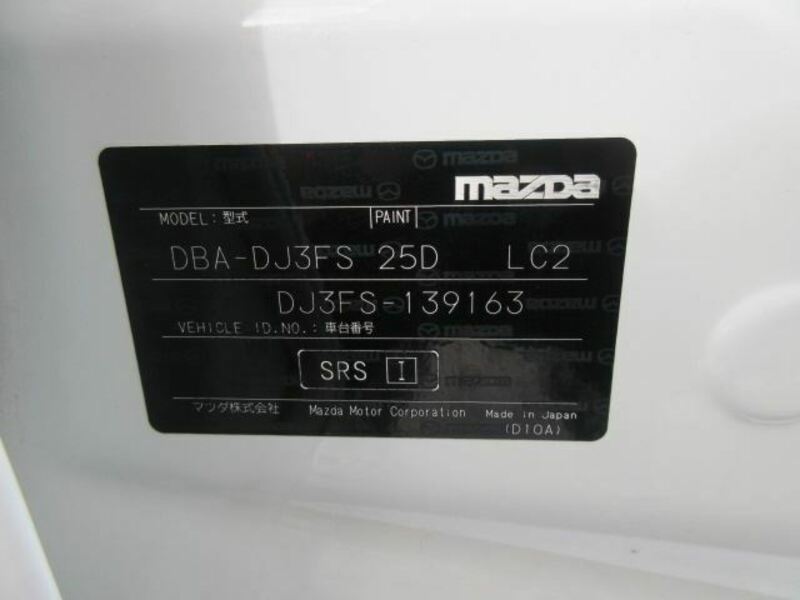 mazda
MODEL:型式 PAINT
DBA-DJ3FS 25D LC2
DJ3FS-139163
VEHICLE ID.NO.:車台番号
SRS I
マツダ株式会社 Mazda Motor Corporation Made in Japan
(D10A)